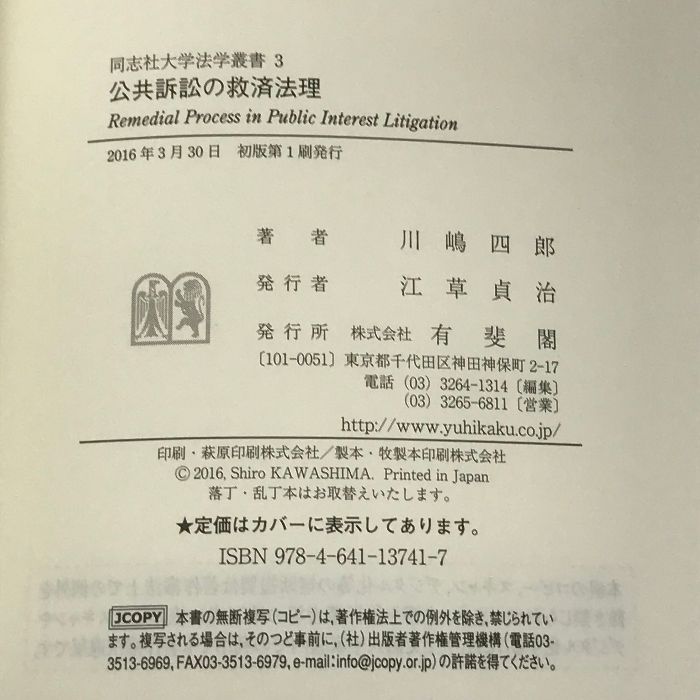 同志社大学法学叢書 3
公共訴訟の救済法理
Remedial Process in Public Interest Litigation
2016年3月30日 初版第1刷発行
著者 川嶋四郎
発行者 江草貞治
発行所 株式会社 有斐閣
〔101-0051〕東京都千代田区神田神保町2-17
電話 (03) 3264-1314〔編集〕
(03) 3265-6811〔営業〕
http://www.yuhikaku.co.jp/
印刷・萩原印刷株式会社／製本・牧製本印刷株式会社
© 2016, Shiro KAWASHIMA. Printed in Japan
落丁・乱丁本はお取替えいたします。
★定価はカバーに表示してあります。
ISBN 978-4-641-13741-7
JCOPY 本書の無断複写(コピー)は、著作権法上での例外を除き、禁じられてい
ます。複写される場合は、そのつど事前に、(社)出版者著作権管理機構(電話03-
3513-6969, FAX03-3513-6979, e-mail:info@jcopy.or.jp)の許諾を得てください。